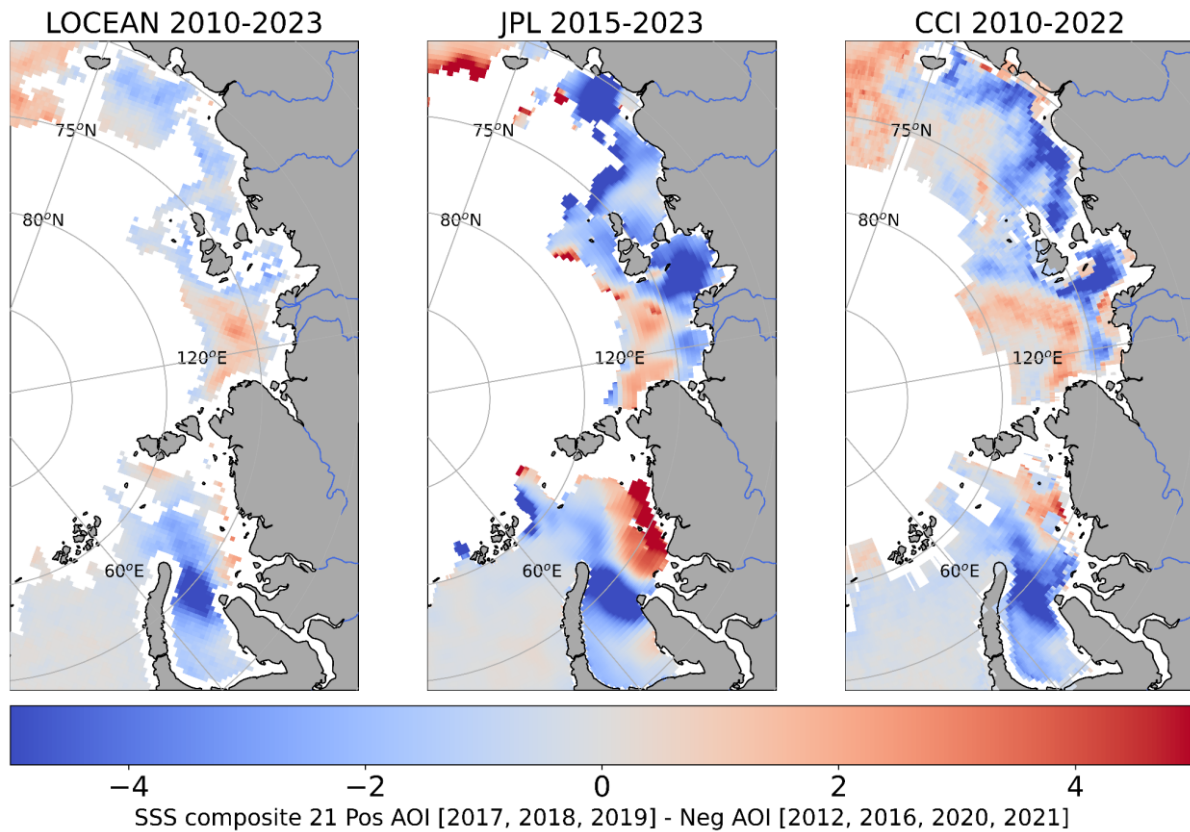 LOCEAN 2010-2023
JPL 2015-2023
CCI 2010-2022
75°N
80°N
120°E
60°E
75°N
80°N
120°E
60°E
75°N
80°N
120°E
60°E
−4 −2 0 2 4
SSS composite 21 Pos AOI [2017, 2018, 2019] - Neg AOI [2012, 2016, 2020, 2021]